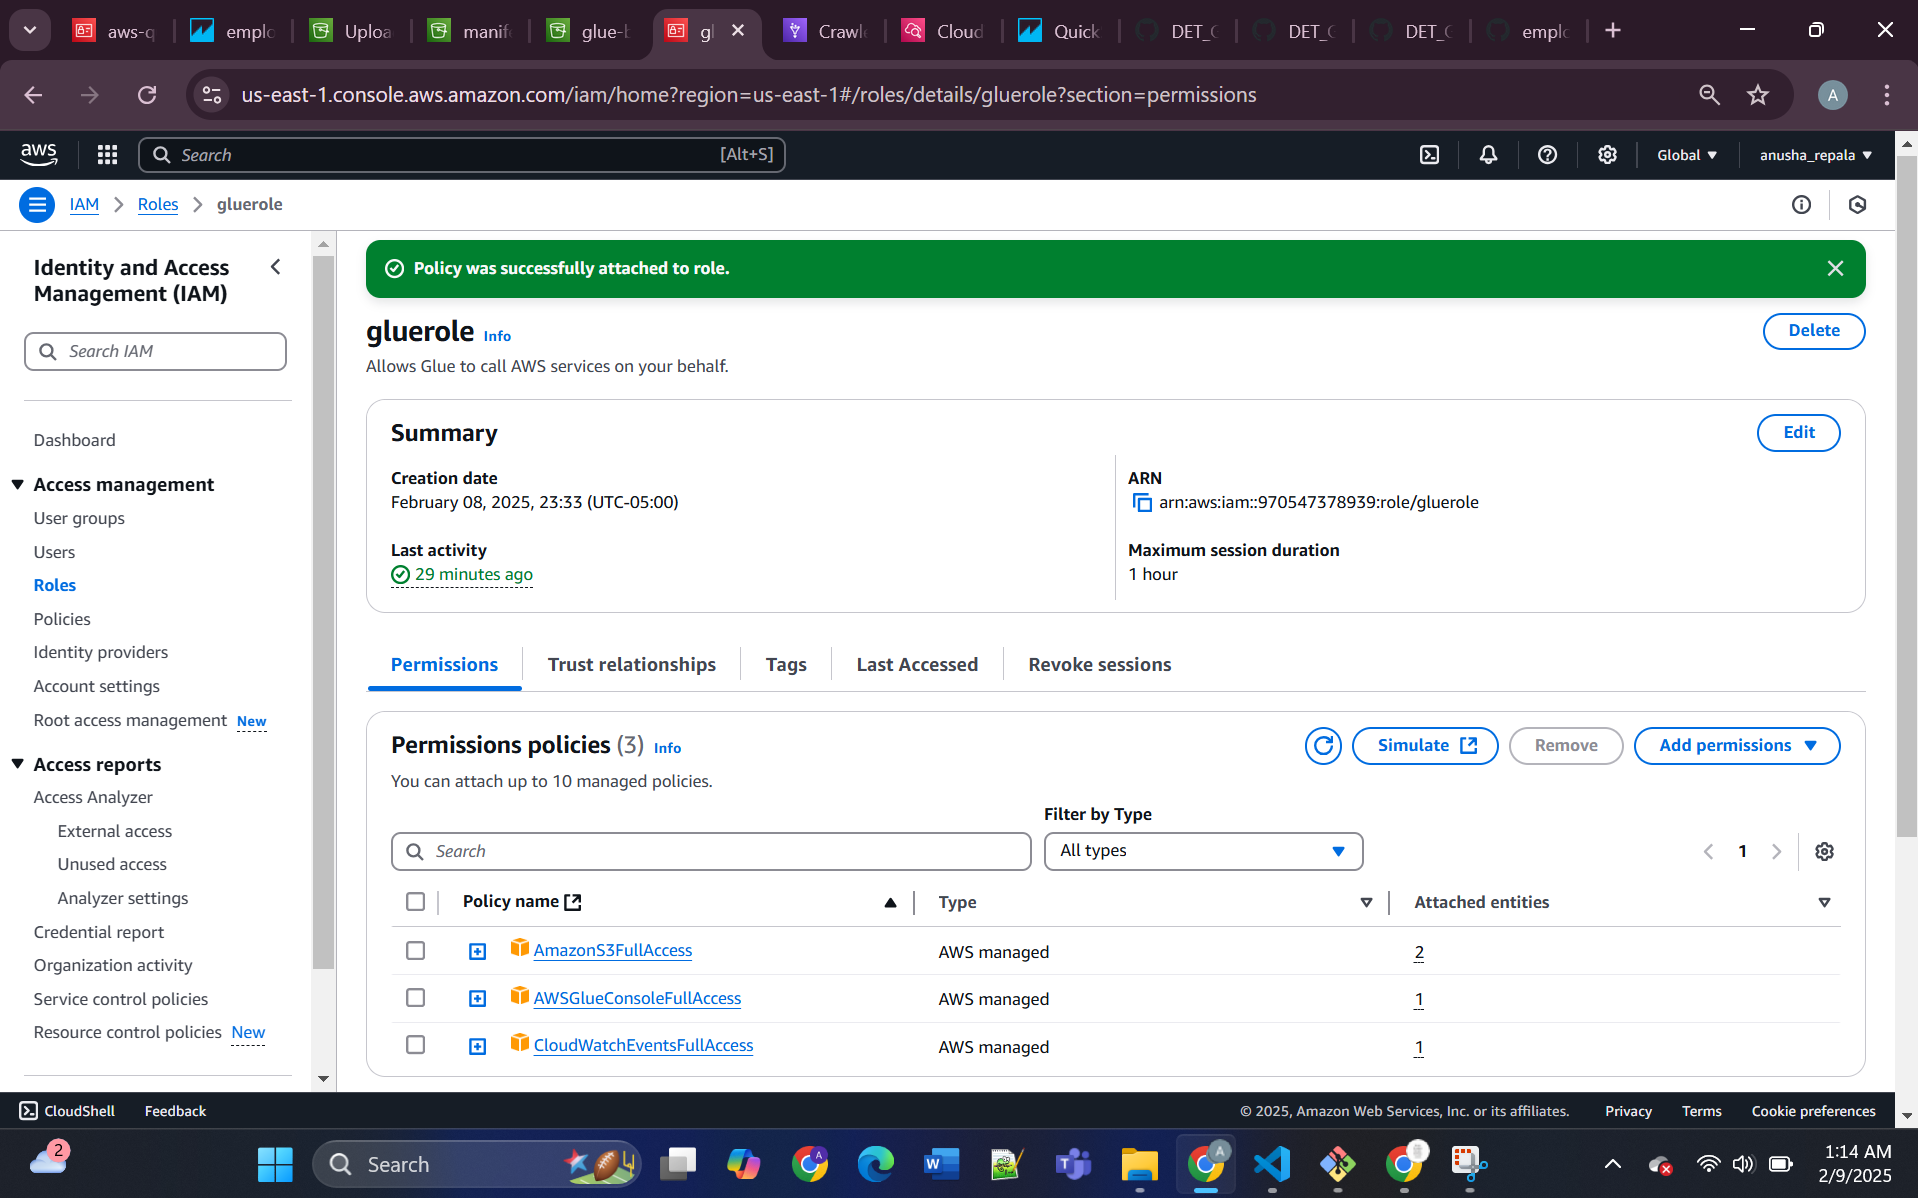 aws-q
emplo
Uploa
manife
glue-b
gl
Crawle
Cloud
Quick
DET_C
DET_C
DET_C
emplo
us-east-1.console.aws.amazon.com/iam/home?region=us-east-1#/roles/details/gluerole?section=permissions
A
aws
Search
[Alt+S]
Global
anusha_repala
IAM
Roles
gluerole
Identity and Access
Management (IAM)
Search IAM
Dashboard
Access management
User groups
Users
Roles
Policies
Identity providers
Account settings
Root access management New
Access reports
Access Analyzer
External access
Unused access
Analyzer settings
Credential report
Organization activity
Service control policies
Resource control policies New
Policy was successfully attached to role.
gluerole Info
Delete
Allows Glue to call AWS services on your behalf.
Summary
Edit
Creation date
February 08, 2025, 23:33 (UTC-05:00)
ARN
arn:aws:iam::970547378939:role/gluerole
Last activity
29 minutes ago
Maximum session duration
1 hour
Permissions
Trust relationships
Tags
Last Accessed
Revoke sessions
Permissions policies (3) Info
Simulate
Remove
Add permissions
You can attach up to 10 managed policies.
Filter by Type
Search
All types
1
Policy name
Type
Attached entities
AmazonS3FullAccess
AWS managed
2
AWSGlueConsoleFullAccess
AWS managed
1
CloudWatchEventsFullAccess
AWS managed
1
CloudShell
Feedback
© 2025, Amazon Web Services, Inc. or its affiliates.
Privacy
Terms
Cookie preferences
2
Search
A
A
1:14 AM
2/9/2025